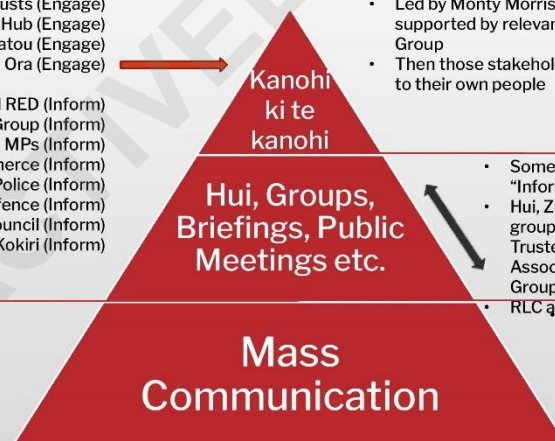 usts (Engage)
Hub (Engage)
atou (Engage)
Ora (Engage)
RED (Inform)
Group (Inform)
MPs (Inform)
merce (Inform)
Police (Inform)
fence (Inform)
ouncil (Inform)
Kokiri (Inform)
Kanohi
ki te
kanohi
Hui, Groups,
Briefings, Public
Meetings etc.
Mass
Communication
Led by Monty Morris
supported by relevan
Group
Then those stakehol
to their own people
Some
"Infor
Hui, Z
group
Truste
Assoc
Group
RLC a